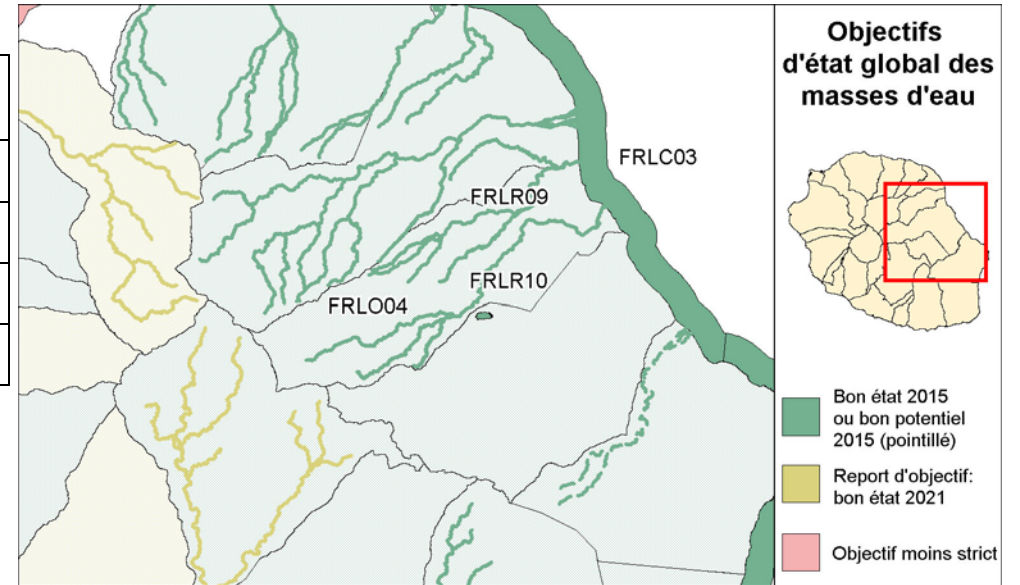 Objectifs
d'état global des
masses d'eau
FRLC03
FRLR09
FRLR10
FRLO04
Bon état 2015
ou bon potentiel
2015 (pointillé)
Report d'objectif:
bon état 2021
Objectif moins strict